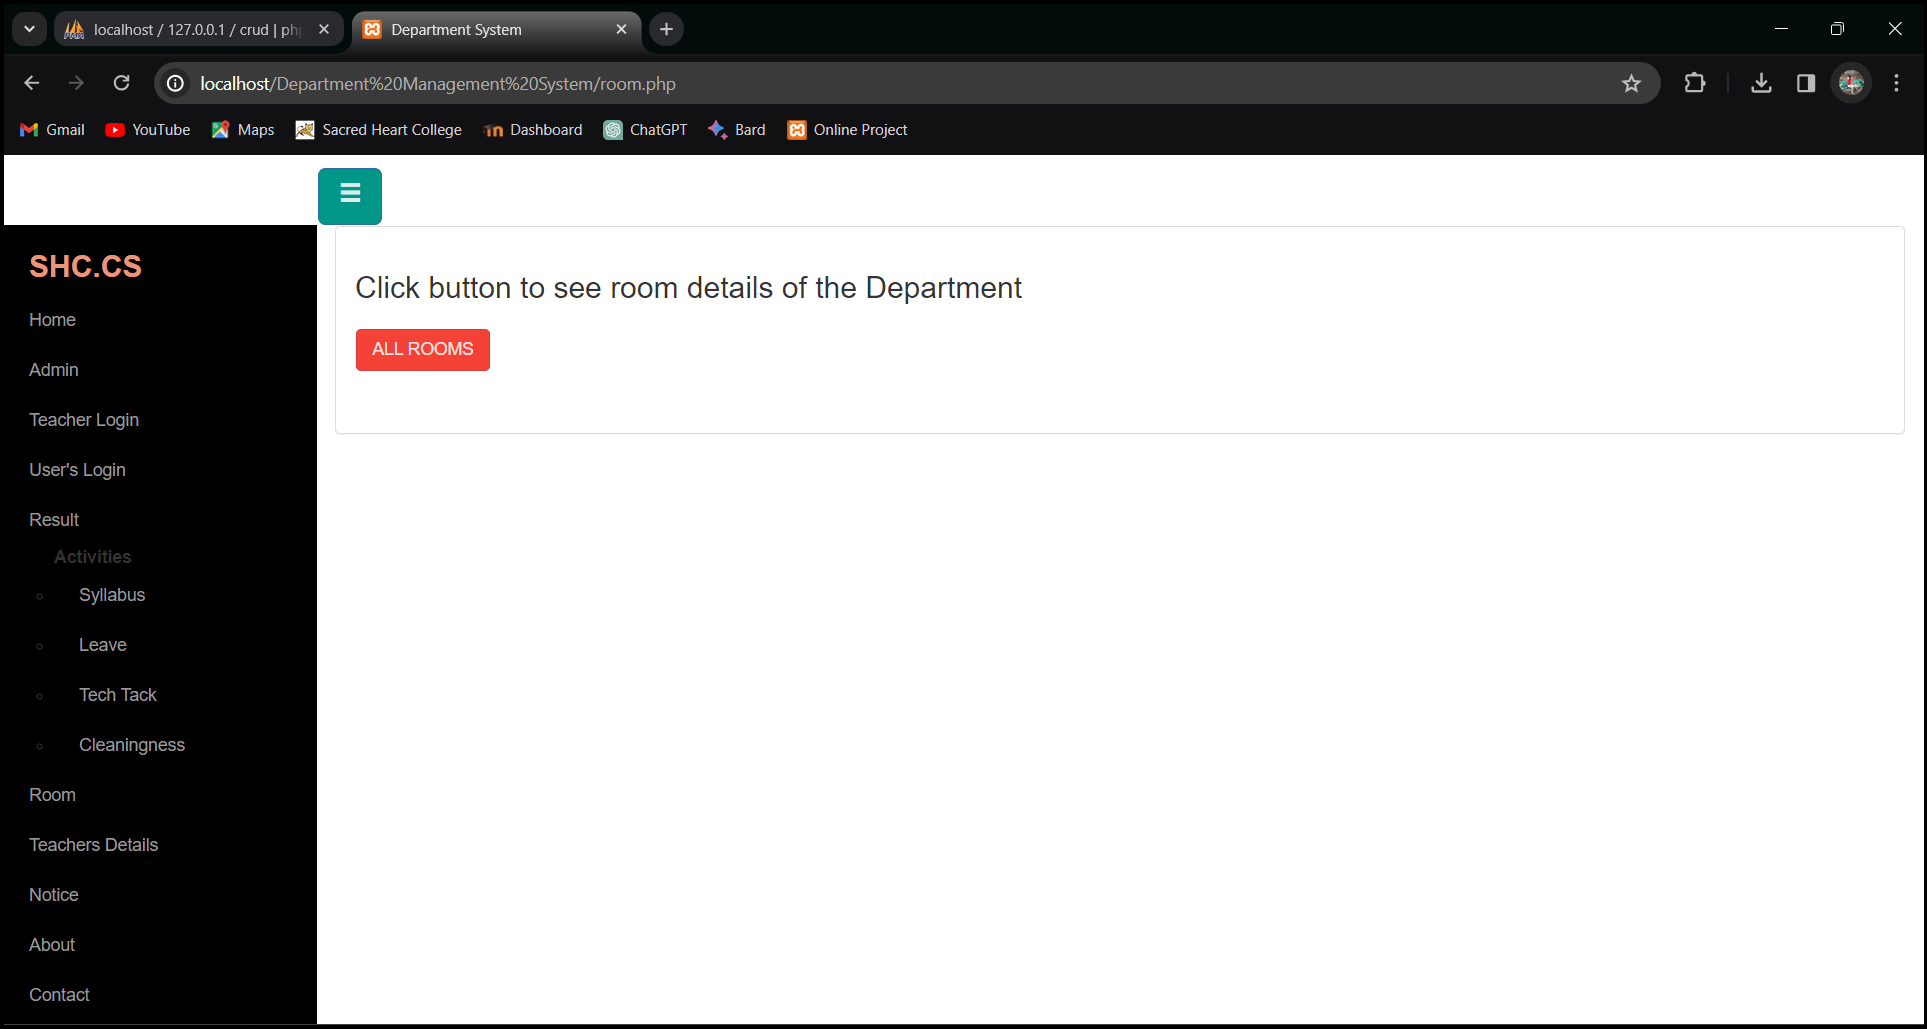 localhost / 127.0.0.1 / crud | ph
Department System
localhost/Department%20Management%20System/room.php
Gmail
YouTube
Maps
Sacred Heart College
Dashboard
ChatGPT
Bard
Online Project
SHC.CS
Home
Admin
Teacher Login
User's Login
Result
Activities
Syllabus
Leave
Tech Tack
Cleaningness
Room
Teachers Details
Notice
About
Contact
Click button to see room details of the Department
ALL ROOMS